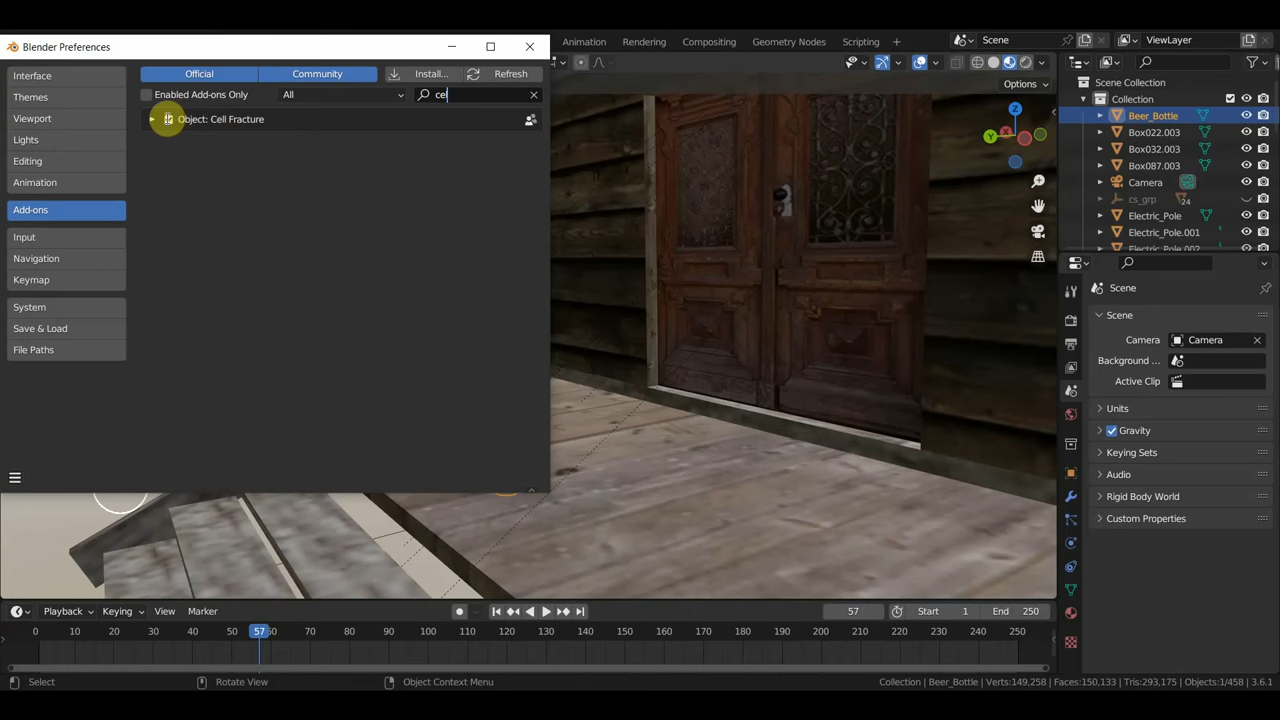 Blender Preferences
Animation Rendering Compositing Geometry Nodes Scripting
Scene ViewLayer
Interface
Themes
Viewport
Lights
Editing
Animation
Add-ons
Input
Navigation
Keymap
System
Save & Load
File Paths
Official Community Install... Refresh
Enabled Add-ons Only All cel
Object: Cell Fracture
Options
Z
Y
X
Scene Collection
Collection
Beer_Bottle
Box022.003
Box032.003
Box087.003
Camera
cs_grp 24
Electric_Pole
Electric_Pole.001
Electric_Pole.002
Scene
Scene
Camera Camera
Background ...
Active Clip
Units
Gravity
Keying Sets
Audio
Rigid Body World
Custom Properties
Playback Keying View Marker 57 Start 1 End 250
0 10 20 30 40 50 57 60 70 80 90 100 110 120 130 140 150 160 170 180 190 200 210 220 230 240 250
Select Rotate View Object Context Menu Collection | Beer_Bottle | Verts:149,258 | Faces:150,133 | Tris:293,175 | Objects:1/458 | 3.6.1